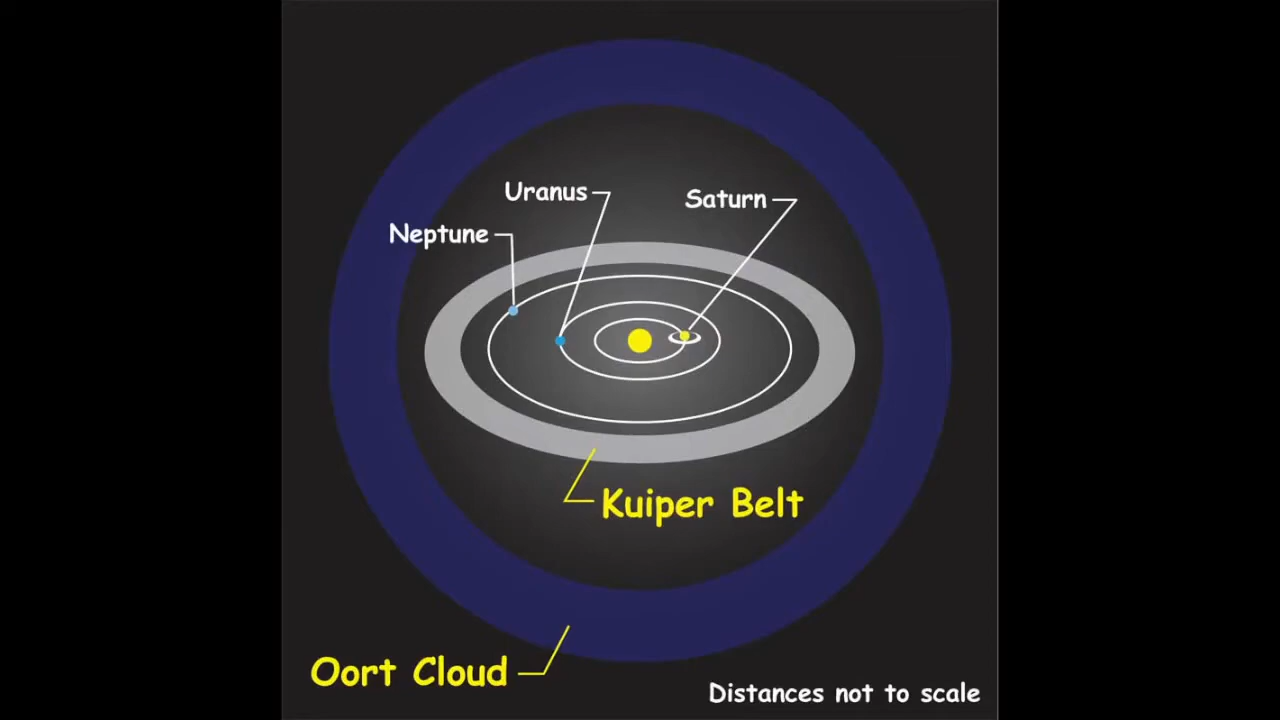 Uranus
Saturn
Neptune
Kuiper Belt
Oort Cloud
Distances not to scale